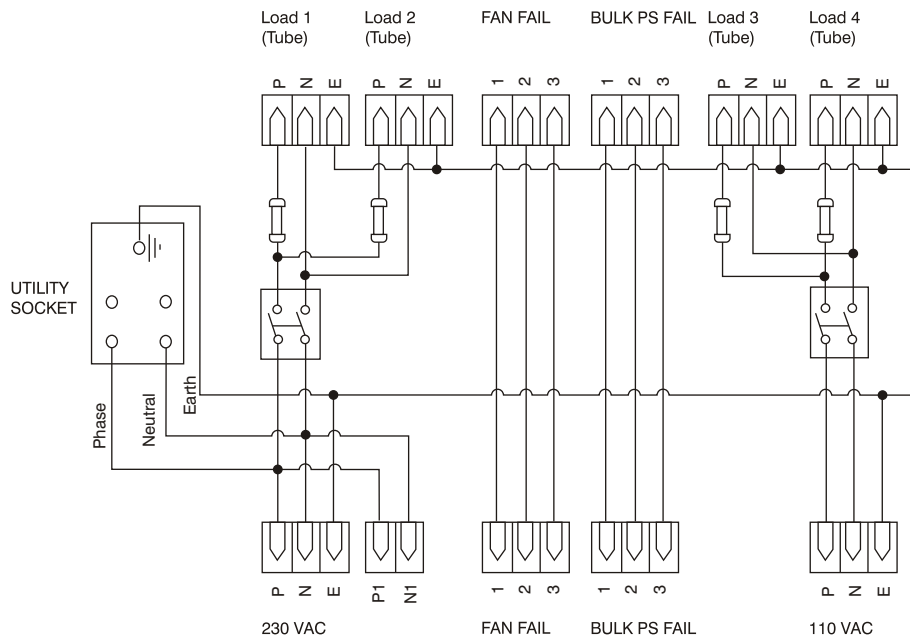 Load 1 Load 2 FAN FAIL BULK PS FAIL Load 3 Load 4
(Tube) (Tube) (Tube) (Tube)
P N E P N E 1 2 3 1 2 3 P N E P N E
UTILITY
SOCKET
Phase
Neutral
Earth
P N E P1 N1 1 2 3 1 2 3 P N E
230 VAC FAN FAIL BULK PS FAIL 110 VAC